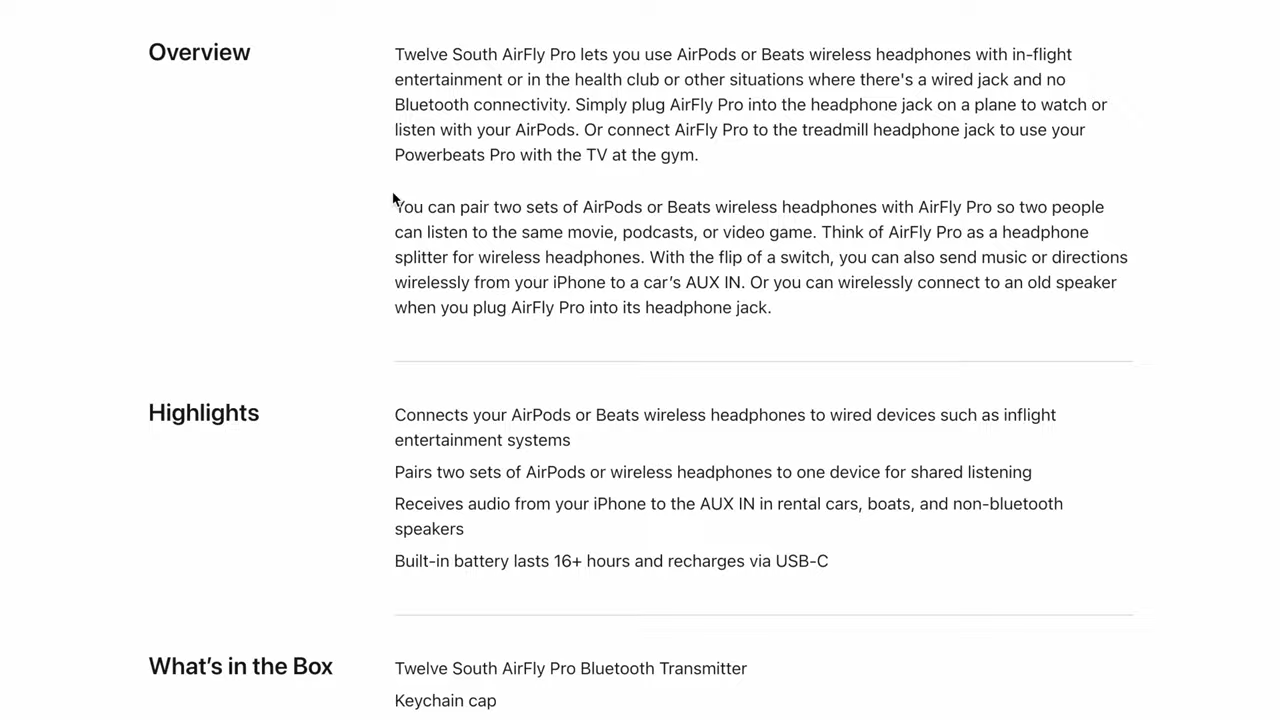 Overview
Twelve South AirFly Pro lets you use AirPods or Beats wireless headphones with in-flight
entertainment or in the health club or other situations where there's a wired jack and no
Bluetooth connectivity. Simply plug AirFly Pro into the headphone jack on a plane to watch or
listen with your AirPods. Or connect AirFly Pro to the treadmill headphone jack to use your
Powerbeats Pro with the TV at the gym.
You can pair two sets of AirPods or Beats wireless headphones with AirFly Pro so two people
can listen to the same movie, podcasts, or video game. Think of AirFly Pro as a headphone
splitter for wireless headphones. With the flip of a switch, you can also send music or directions
wirelessly from your iPhone to a car’s AUX IN. Or you can wirelessly connect to an old speaker
when you plug AirFly Pro into its headphone jack.
Highlights
Connects your AirPods or Beats wireless headphones to wired devices such as inflight
entertainment systems
Pairs two sets of AirPods or wireless headphones to one device for shared listening
Receives audio from your iPhone to the AUX IN in rental cars, boats, and non-bluetooth
speakers
Built-in battery lasts 16+ hours and recharges via USB-C
What’s in the Box
Twelve South AirFly Pro Bluetooth Transmitter
Keychain cap